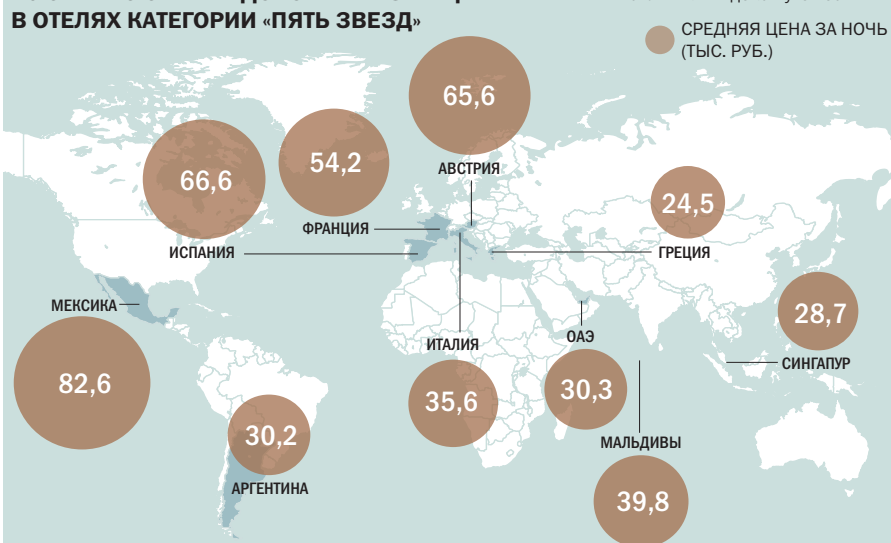 В ОТЕЛЯХ КАТЕГОРИИ «ПЯТЬ ЗВЕЗД»
СРЕДНЯЯ ЦЕНА ЗА НОЧЬ
(ТЫС. РУБ.)
65,6
АВСТРИЯ
66,6
ИСПАНИЯ
54,2
ФРАНЦИЯ
24,5
ГРЕЦИЯ
МЕКСИКА
82,6
28,7
СИНГАПУР
ИТАЛИЯ
35,6
ОАЭ
30,3
30,2
АРГЕНТИНА
МАЛЬДИВЫ
39,8